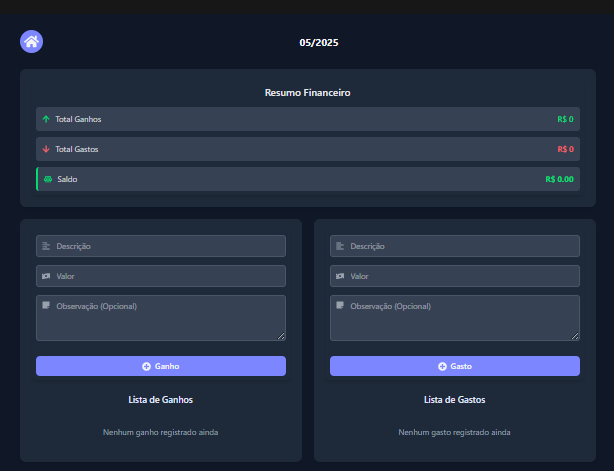 05/2025
Resumo Financeiro
Total Ganhos R$ 0
Total Gastos R$ 0
Saldo R$ 0.00
Descrição
Valor
Observação (Opcional)
Ganho
Lista de Ganhos
Nenhum ganho registrado ainda
Descrição
Valor
Observação (Opcional)
Gasto
Lista de Gastos
Nenhum gasto registrado ainda